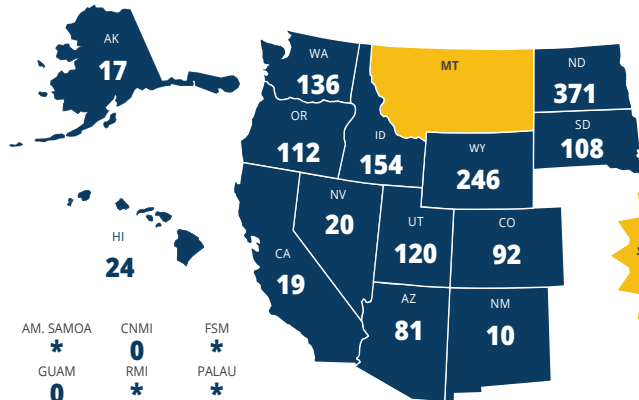 AK
17
WA
136
MT
ND
371
OR
112
ID
154
WY
246
SD
108
HI
24
NV
20
UT
120
CO
92
CA
19
AZ
81
NM
10
AM. SAMOA CNMI FSM
* 0 *
GUAM RMI PALAU
0 * *